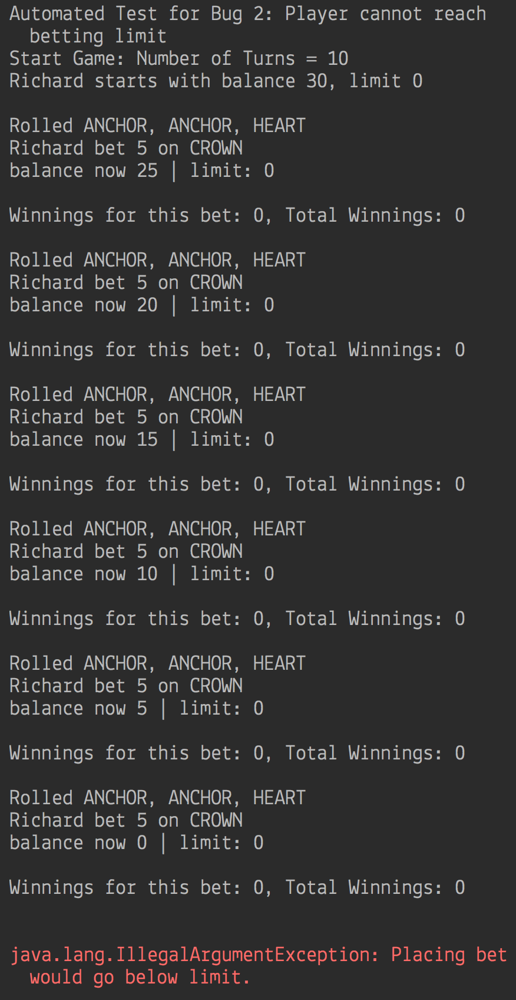 Automated Test for Bug 2: Player cannot reach
betting limit
Start Game: Number of Turns = 10
Richard starts with balance 30, limit 0
Rolled ANCHOR, ANCHOR, HEART
Richard bet 5 on CROWN
balance now 25 | limit: 0
Winnings for this bet: 0, Total Winnings: 0
Rolled ANCHOR, ANCHOR, HEART
Richard bet 5 on CROWN
balance now 20 | limit: 0
Winnings for this bet: 0, Total Winnings: 0
Rolled ANCHOR, ANCHOR, HEART
Richard bet 5 on CROWN
balance now 15 | limit: 0
Winnings for this bet: 0, Total Winnings: 0
Rolled ANCHOR, ANCHOR, HEART
Richard bet 5 on CROWN
balance now 10 | limit: 0
Winnings for this bet: 0, Total Winnings: 0
Rolled ANCHOR, ANCHOR, HEART
Richard bet 5 on CROWN
balance now 5 | limit: 0
Winnings for this bet: 0, Total Winnings: 0
Rolled ANCHOR, ANCHOR, HEART
Richard bet 5 on CROWN
balance now 0 | limit: 0
Winnings for this bet: 0, Total Winnings: 0
java.lang.IllegalArgumentException: Placing bet
would go below limit.